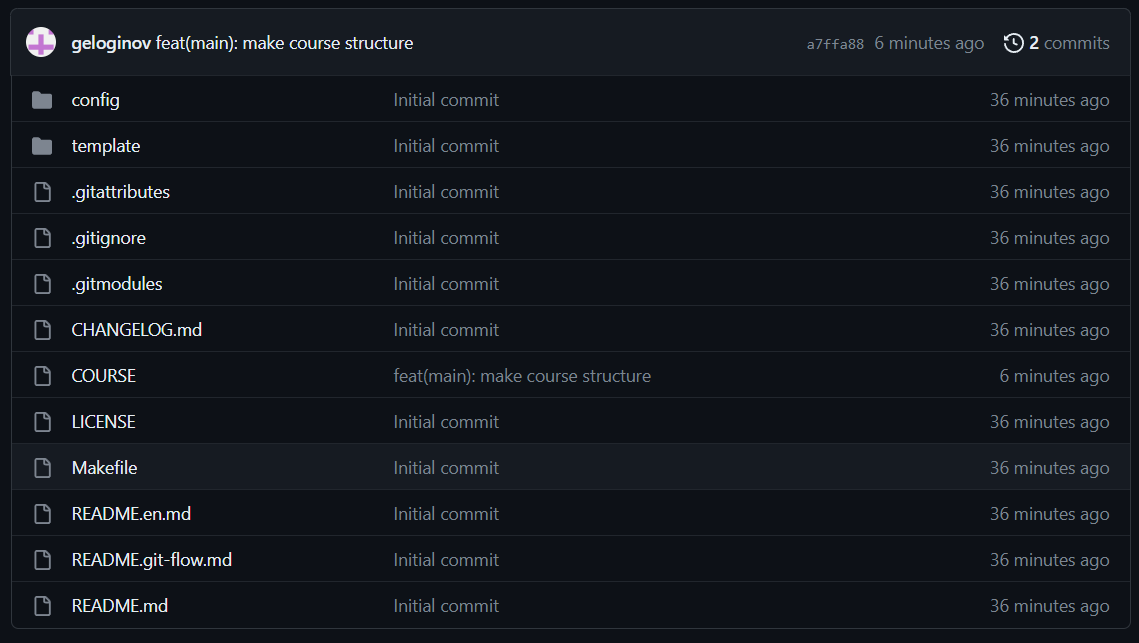 geloginov feat(main): make course structure a7ffa88 6 minutes ago 2 commits
config Initial commit 36 minutes ago
template Initial commit 36 minutes ago
.gitattributes Initial commit 36 minutes ago
.gitignore Initial commit 36 minutes ago
.gitmodules Initial commit 36 minutes ago
CHANGELOG.md Initial commit 36 minutes ago
COURSE feat(main): make course structure 6 minutes ago
LICENSE Initial commit 36 minutes ago
Makefile Initial commit 36 minutes ago
README.en.md Initial commit 36 minutes ago
README.git-flow.md Initial commit 36 minutes ago
README.md Initial commit 36 minutes ago